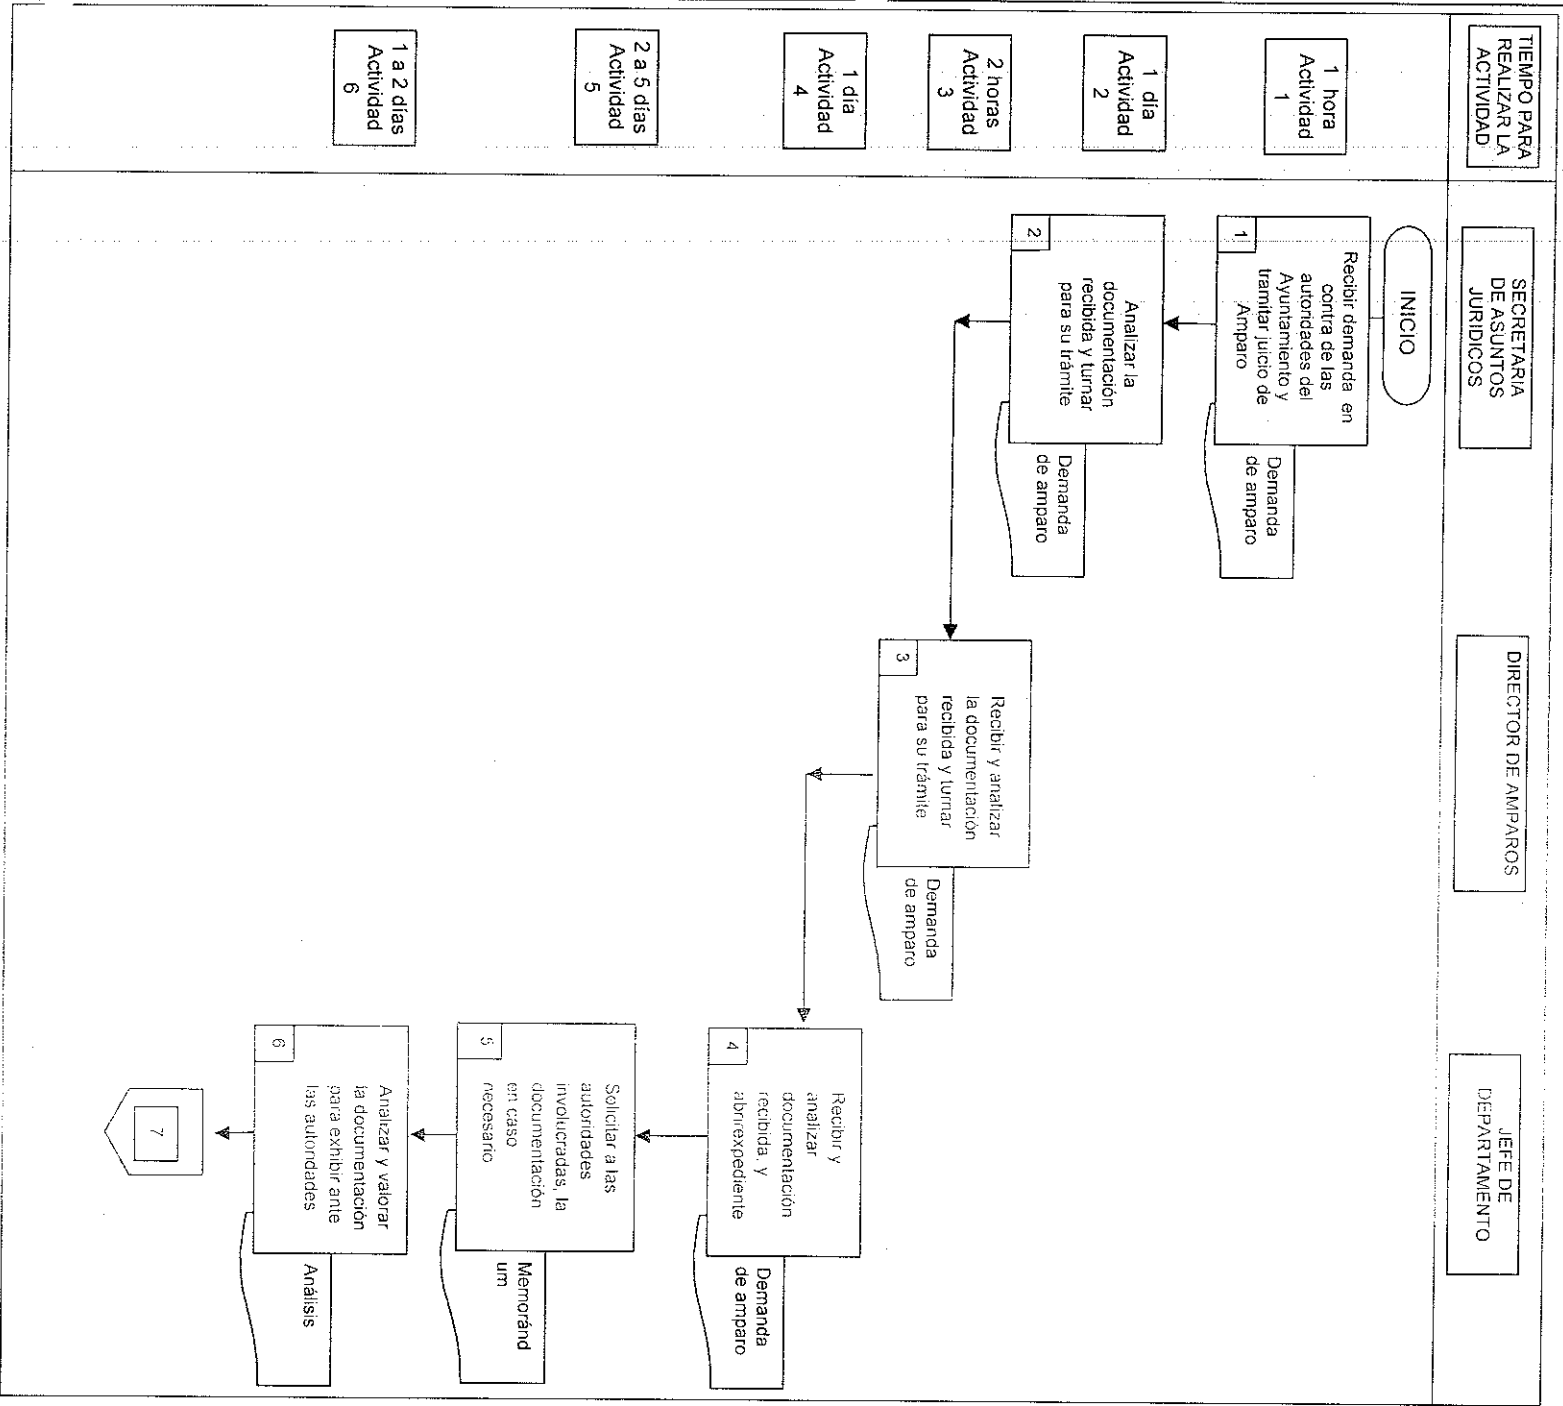 TIEMPO PARA
REALIZAR LA
ACTIVIDAD
SECRETARIA
DE ASUNTOS
JURIDICOS
DIRECTOR DE AMPAROS
JEFE DE
DEPARTAMENTO
INICIO
1 hora
Actividad
1
1
Recibir demanda en
contra de las
autoridades del
Ayuntamiento y
tramitar juicio de
Amparo
Demanda
de amparo
1 día
Actividad
2
2
Analizar la
documentación
recibida y turnar
para su trámite
Demanda
de amparo
2 horas
Actividad
3
3
Recibir y analizar
la documentación
recibida y turnar
para su trámite
Demanda
de amparo
1 día
Actividad
4
4
Recibir y
analizar
documentación
recibida, y
abrirexpediente
Demanda
de amparo
2 a 5 días
Actividad
5
5
Solicitar a las
autoridades
involucradas, la
documentación
en caso
necesario
Memoránd
um
1 a 2 días
Actividad
6
6
Analizar y valorar
la documentación
para exhibir ante
las autoridades
Análisis
7